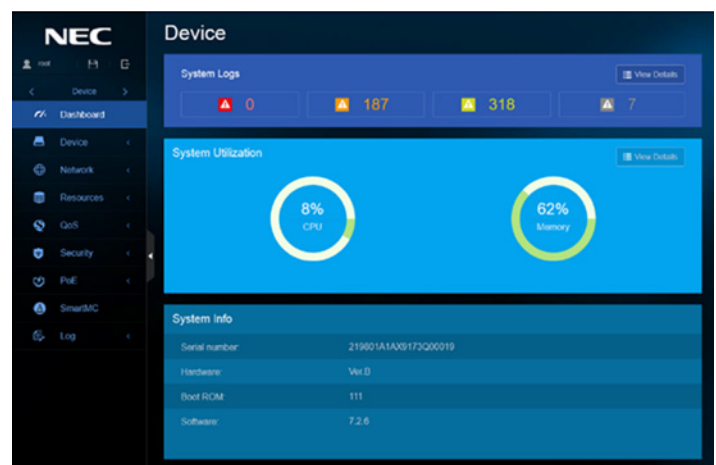 NEC
root
Device
Dashboard
Device
Network
Resources
QoS
Security
PoE
SmartMC
Log
Device
System Logs
View Details
0
187
318
7
System Utilization
View Details
8%
CPU
62%
Memory
System Info
Serial number: 219801A1AX9173Q00019
Hardware: Ver.D
Boot ROM: 111
Software: 7.2.6